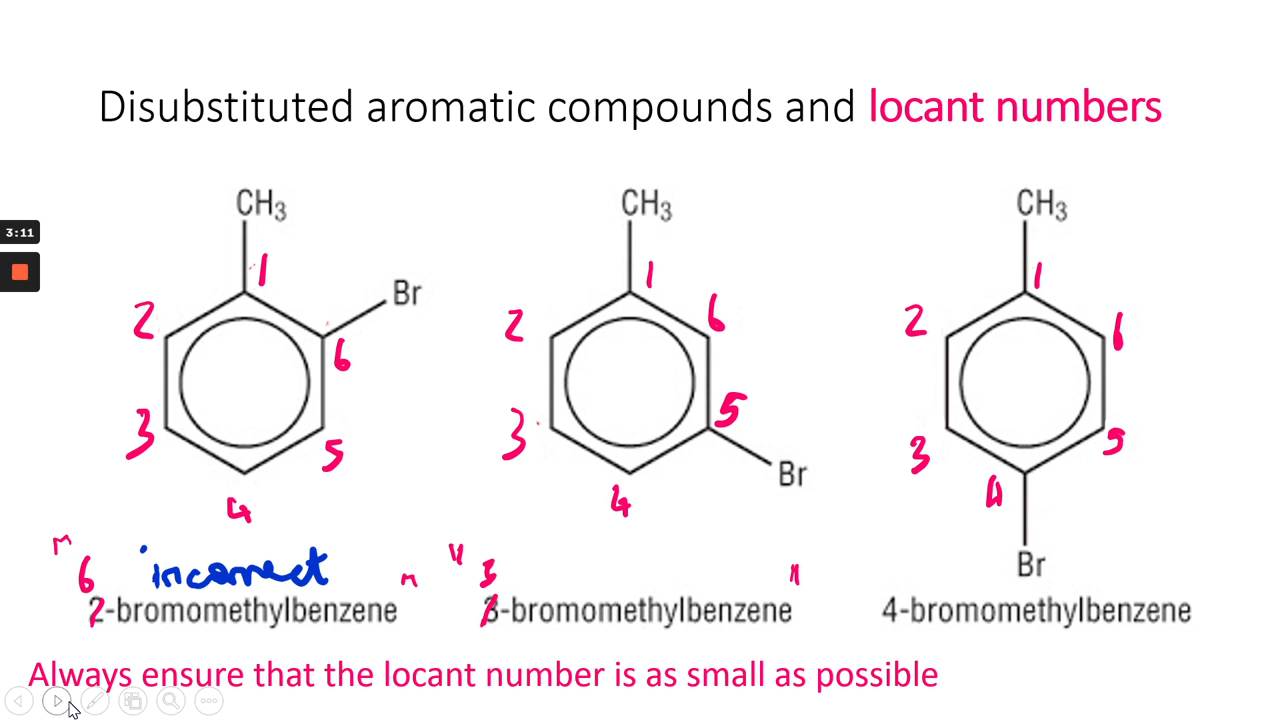 Disubstituted aromatic compounds and locant numbers
CH3 CH3 CH3
3:11
1 1 1
Br
2 6 2 6 2 6
3 5 3 5 3 5
Br
4 4 4
" 6 incorrect " " 3 "
Br
2-bromomethylbenzene 3-bromomethylbenzene 4-bromomethylbenzene
Always ensure that the locant number is as small as possible